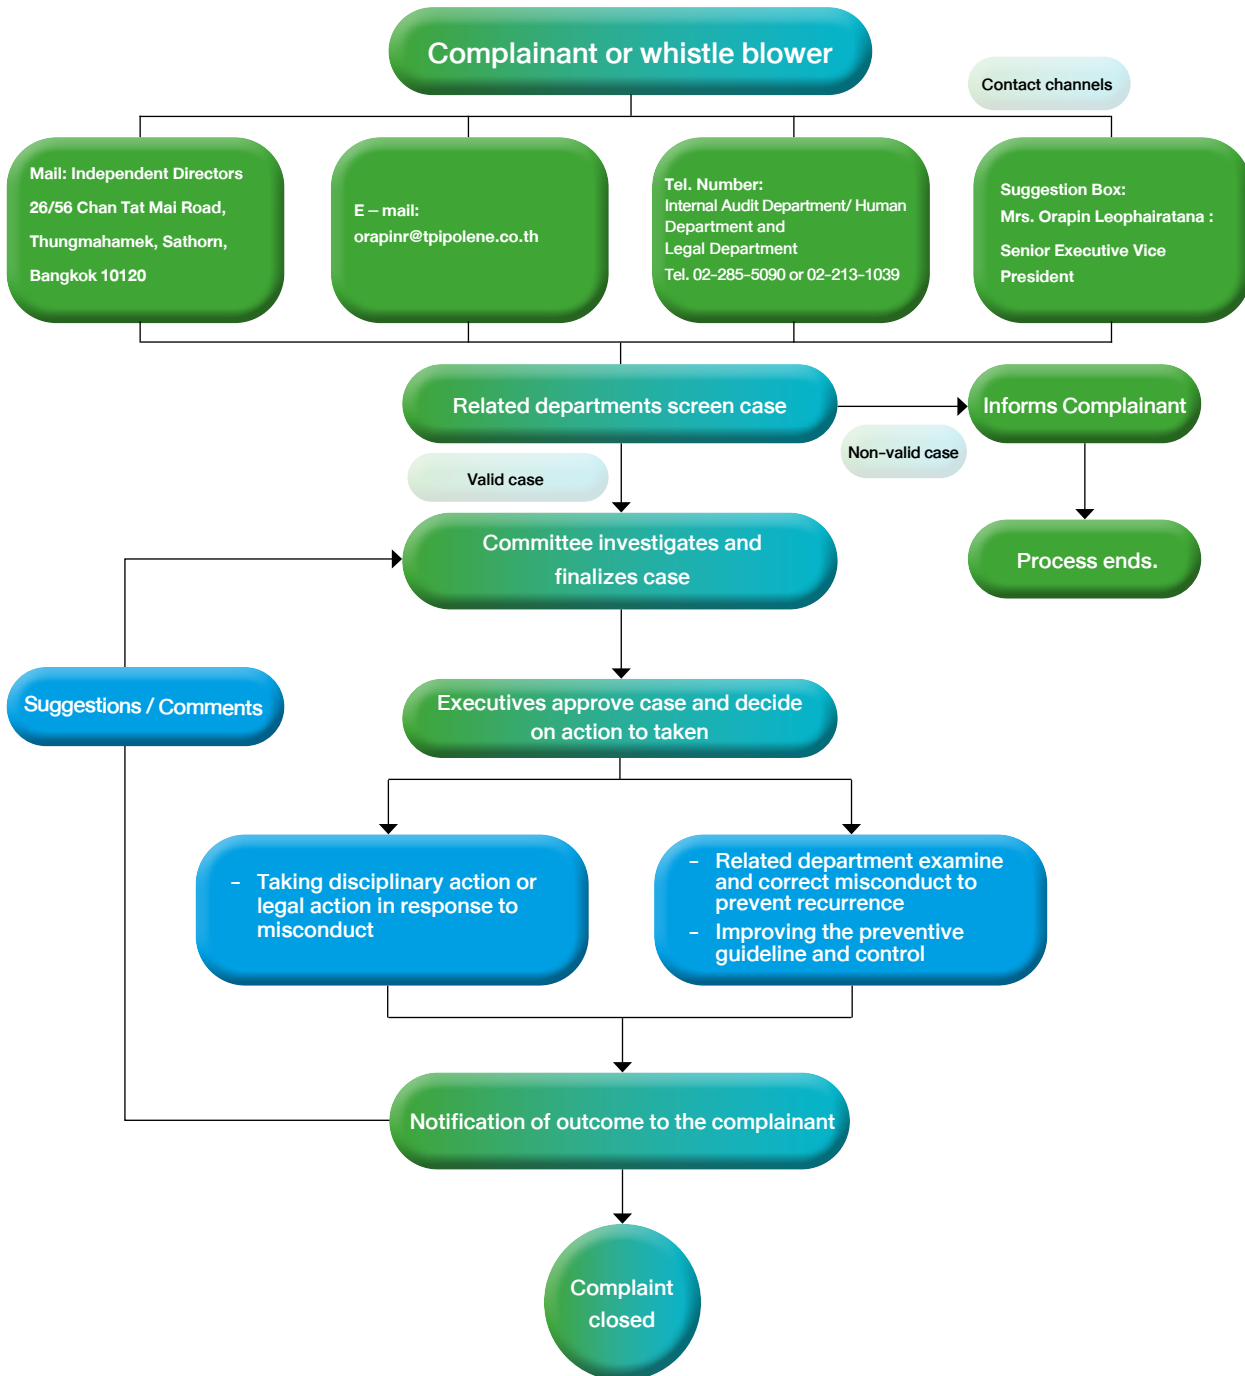 Complainant or whistle blower
Contact channels
Mail: Independent Directors
26/56 Chan Tat Mai Road,
Thungmahamek, Sathorn,
Bangkok 10120
E – mail:
orapinr@tpipolene.co.th
Tel. Number:
Internal Audit Department/ Human
Department and
Legal Department
Tel. 02-285-5090 or 02-213-1039
Suggestion Box:
Mrs. Orapin Leophairatana :
Senior Executive Vice
President
Related departments screen case
Informs Complainant
Non-valid case
Valid case
Committee investigates and
finalizes case
Process ends.
Suggestions / Comments
Executives approve case and decide
on action to taken
- Taking disciplinary action or
legal action in response to
misconduct
- Related department examine
and correct misconduct to
prevent recurrence
- Improving the preventive
guideline and control
Notification of outcome to the complainant
Complaint
closed